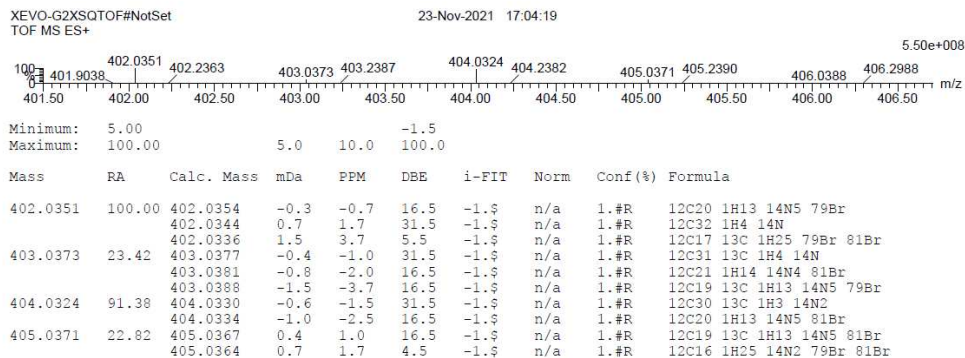 XEVO-G2XSQTOF#NotSet 23-Nov-2021 17:04:19
TOF MS ES+
5.50e+008
100
%
0
401.9038 402.0351 402.2363 403.0373 403.2387 404.0324 404.2382 405.0371 405.2390 406.0388 406.2988
m/z
401.50 402.00 402.50 403.00 403.50 404.00 404.50 405.00 405.50 406.00 406.50
Minimum: 5.00 -1.5
Maximum: 100.00 5.0 10.0 100.0
Mass RA Calc. Mass mDa PPM DBE i-FIT Norm Conf(%) Formula
402.0351 100.00 402.0354 -0.3 -0.7 16.5 -1.$ n/a 1.#R 12C20 1H13 14N5 79Br
402.0344 0.7 1.7 31.5 -1.$ n/a 1.#R 12C32 1H4 14N
402.0336 1.5 3.7 5.5 -1.$ n/a 1.#R 12C17 13C 1H25 79Br 81Br
403.0373 23.42 403.0377 -0.4 -1.0 31.5 -1.$ n/a 1.#R 12C31 13C 1H4 14N
403.0381 -0.8 -2.0 16.5 -1.$ n/a 1.#R 12C21 1H14 14N4 81Br
403.0388 -1.5 -3.7 16.5 -1.$ n/a 1.#R 12C19 13C 1H13 14N5 79Br
404.0324 91.38 404.0330 -0.6 -1.5 31.5 -1.$ n/a 1.#R 12C30 13C 1H3 14N2
404.0334 -1.0 -2.5 16.5 -1.$ n/a 1.#R 12C20 1H13 14N5 81Br
405.0371 22.82 405.0367 0.4 1.0 16.5 -1.$ n/a 1.#R 12C19 13C 1H13 14N5 81Br
405.0364 0.7 1.7 4.5 -1.$ n/a 1.#R 12C16 1H25 14N2 79Br 81Br